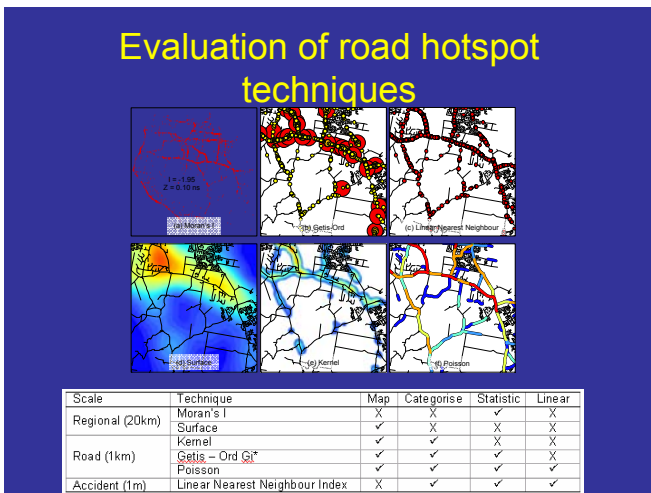 Evaluation of road hotspot
techniques
I = -1.95
Z = 0.10 ns
(a) Moran's I
(b) Getis-Ord
(c) Linear Nearest Neighbour
(d) Surface
(e) Kernel
(f) Poisson
Scale Technique Map Categorise Statistic Linear
Regional (20km) Moran's I X X ✓ X
Surface ✓ X X X
Road (1km) Kernel ✓ ✓ X X
Getis – Ord Gi* ✓ ✓ ✓ X
Poisson ✓ ✓ ✓ ✓
Accident (1m) Linear Nearest Neighbour Index X ✓ ✓ ✓